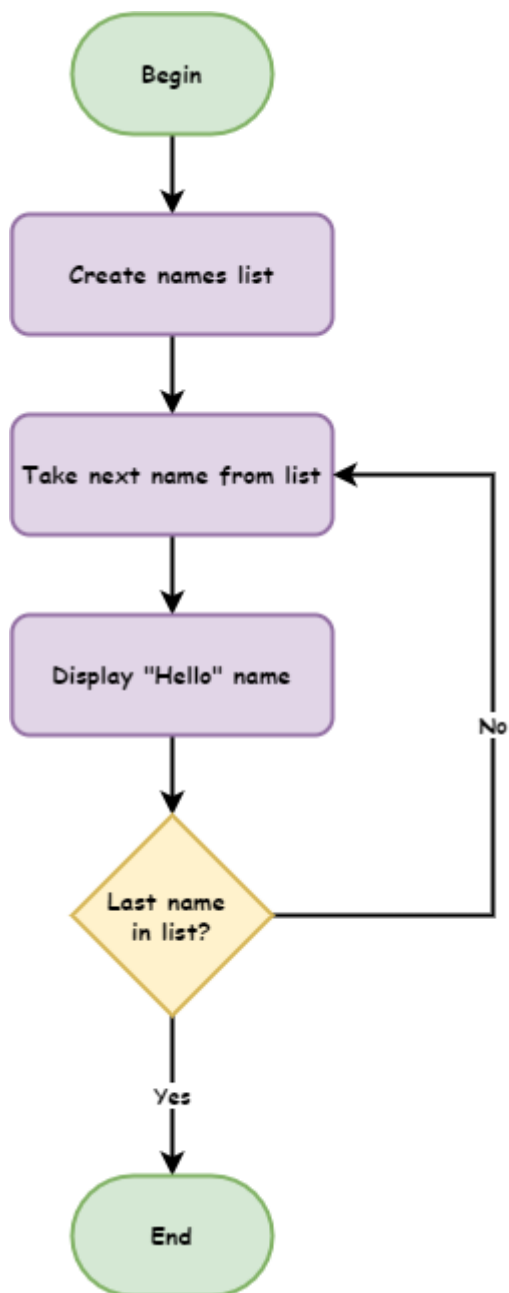 Begin
Create names list
Take next name from list
Display "Hello" name
No
Last name
in list?
Yes
End